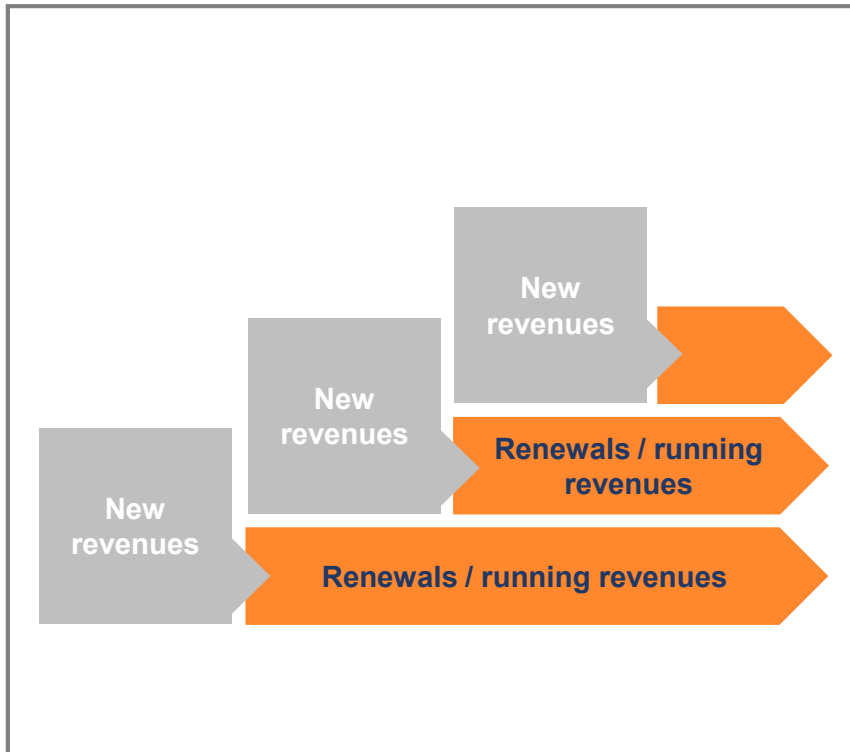 New
revenues
New
revenues
Renewals / running
revenues
New
revenues
Renewals / running revenues